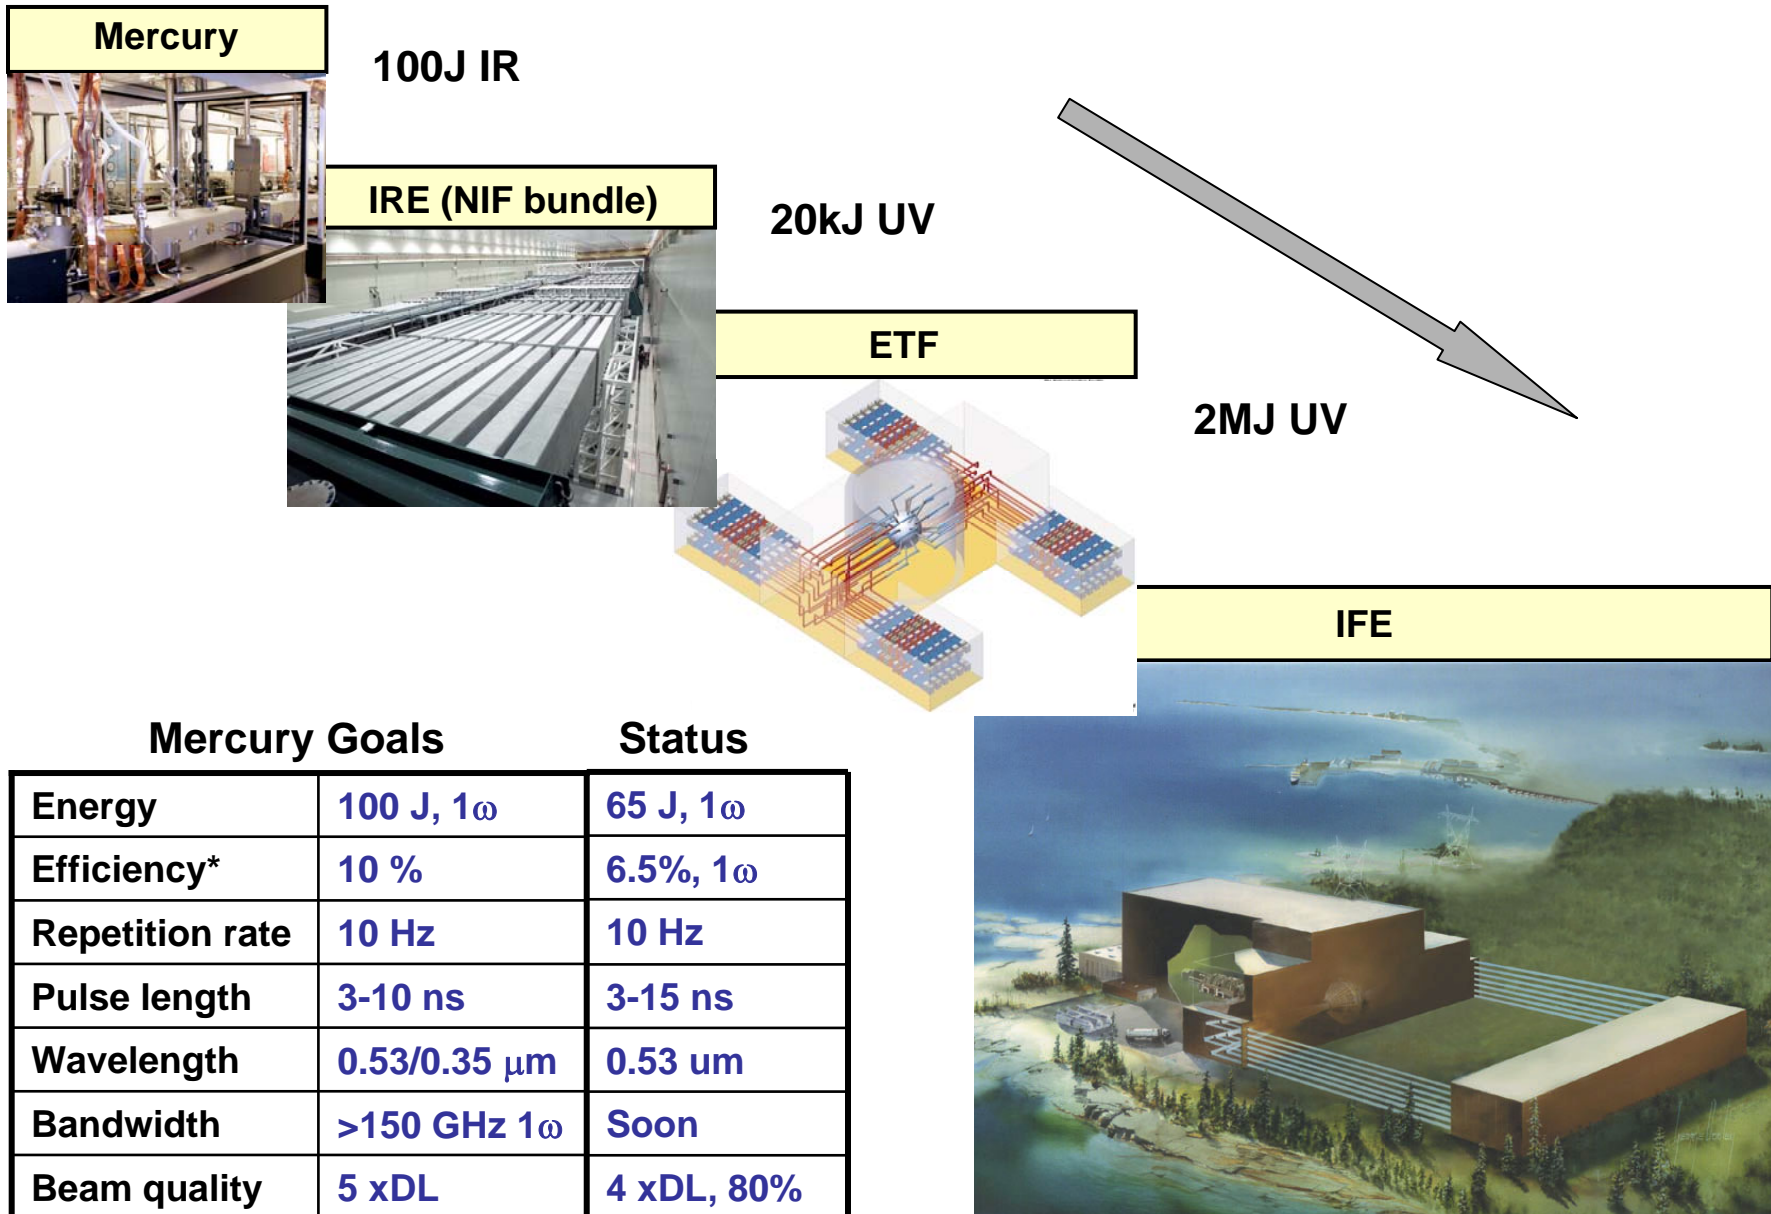 Mercury
100J IR
IRE (NIF bundle)
20kJ UV
ETF
2MJ UV
IFE
Mercury Goals Status
Energy 100 J, 1ω 65 J, 1ω
Efficiency* 10 % 6.5%, 1ω
Repetition rate 10 Hz 10 Hz
Pulse length 3-10 ns 3-15 ns
Wavelength 0.53/0.35 μm 0.53 um
Bandwidth >150 GHz 1ω Soon
Beam quality 5 xDL 4 xDL, 80%